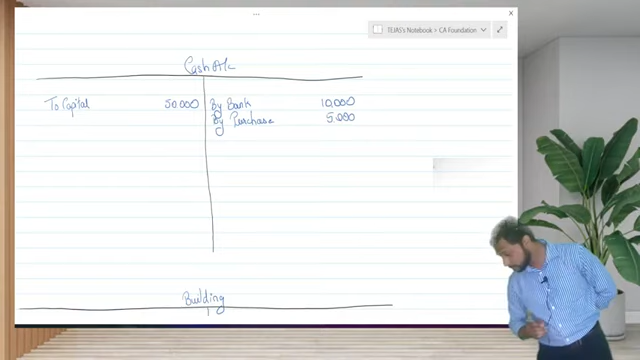 TEJAS's Notebook > CA Foundation
Cash A/c
To Capital 50.000 By Bank 10,000
By Purchase 5.000
Building